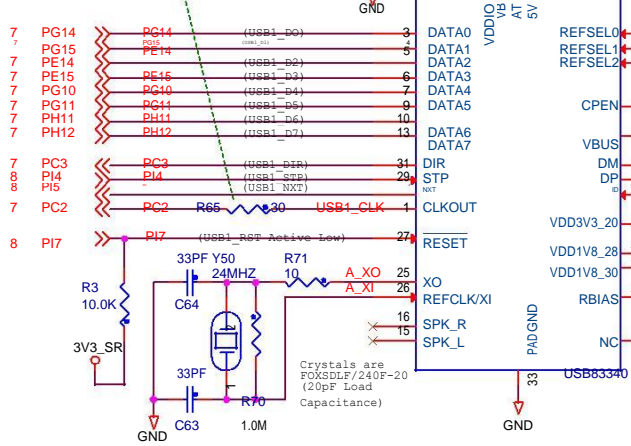 GND
VDDIO
VB
AT
5V
7 PG14 PG14 (USB1_D0) 3 DATA0 REFSEL0
7 PG15 PG15 (USB1_D1) 4 DATA1 REFSEL1
7 PE14 PE14 (USB1_D2) 5 DATA2 REFSEL2
7 PE15 PE15 (USB1_D3) 6 DATA3
7 PG10 PG10 (USB1_D4) 7 DATA4
7 PG11 PG11 (USB1_D5) 9 DATA5 CPEN
7 PH11 PH11 (USB1_D6) 10 DATA6
7 PH12 PH12 (USB1_D7) 13 DATA7 VBUS
7 PC3 PC3 (USB1_DIR) 31 DIR DM
8 PI4 PI4 (USB1_STP) 29 STP DP
8 PI5 (USB1_NXT) NXT ID
7 PC2 PC2 R65 30 USB1_CLK 1 CLKOUT
VDD3V3_20
8 PI7 PI7 (USB1_RST Active Low) 27 RESET
VDD1V8_28
VDD1V8_30
33PF Y50 R71
24MHZ 10 A_XO 25 XO
A_XI 26 REFCLK/XI RBIAS
R3
10.0K
C64
16 SPK_R
15 SPK_L NC
2
3V3_SR
PADGND
Crystals are
FOXSDLF/240F-20
(20pF Load
Capacitance)
33PF
1
R70
33
USB83340
C63 1.0M
GND
GND